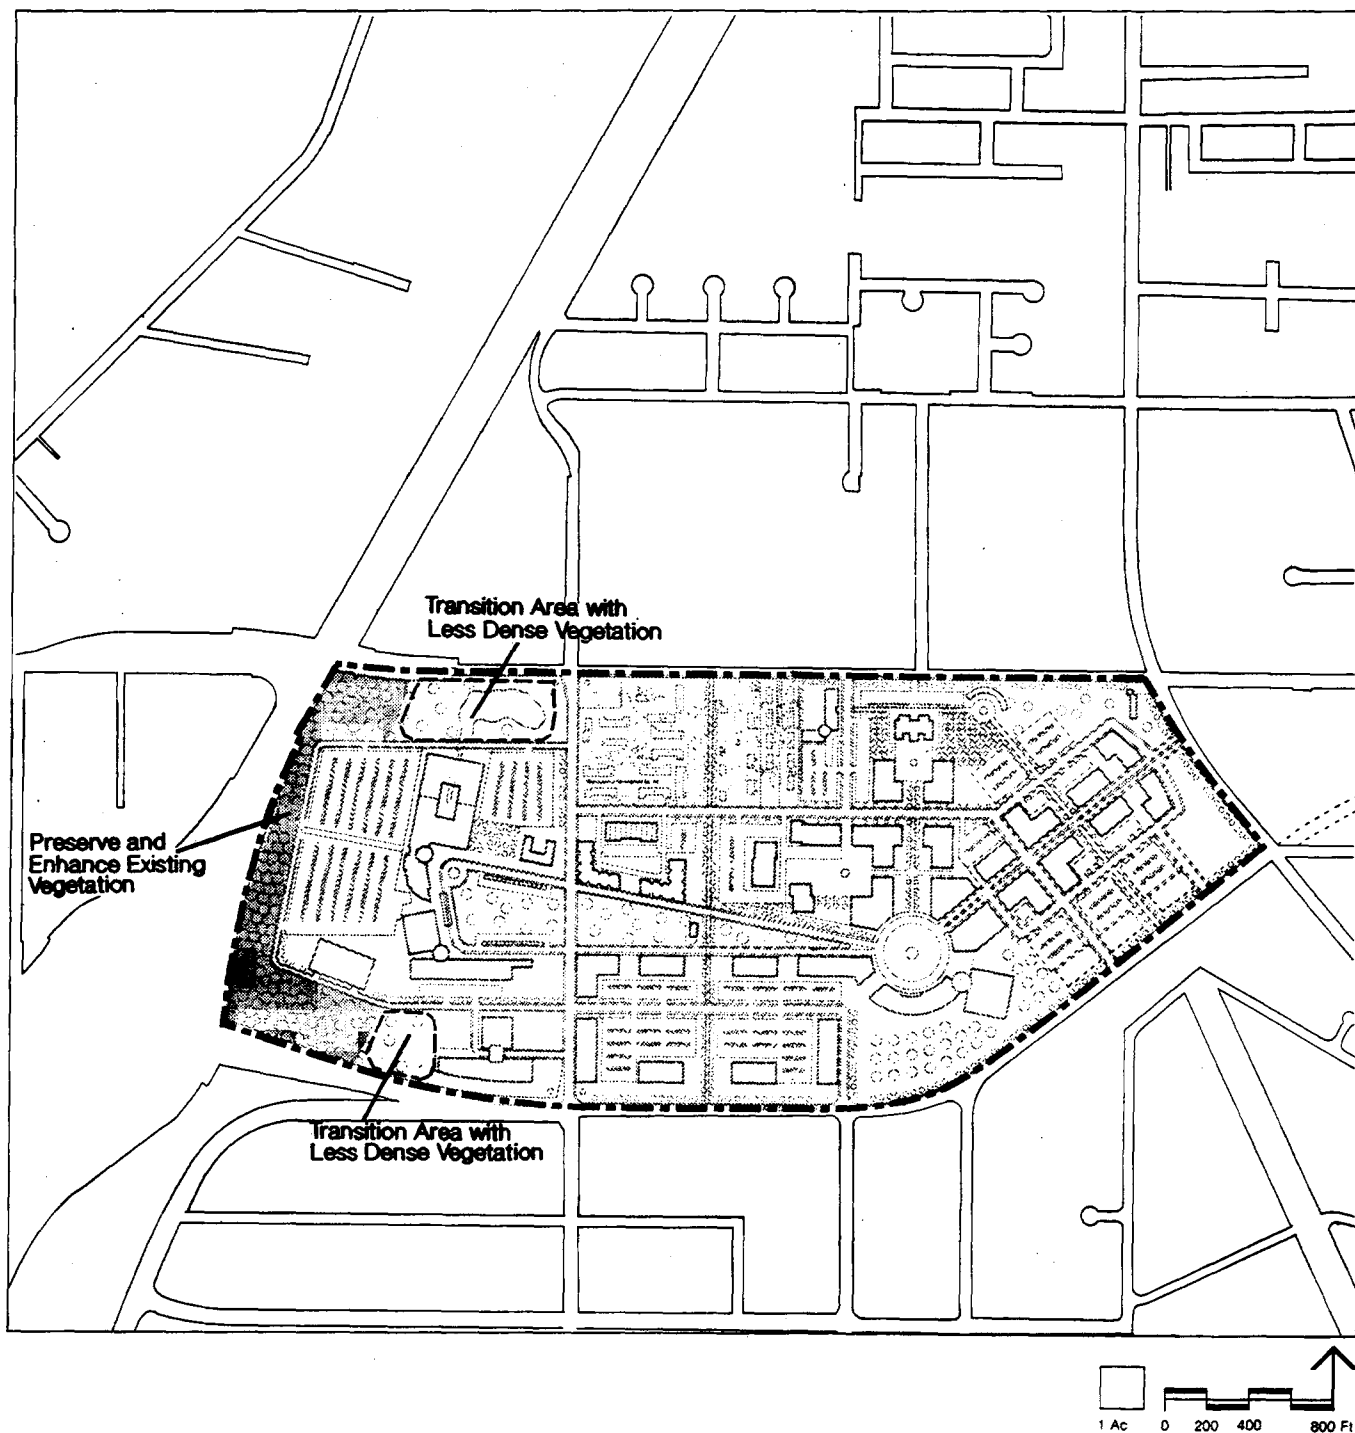 Transition Area with
Less Dense Vegetation
Preserve and
Enhance Existing
Vegetation
Transition Area with
Less Dense Vegetation
1 Ac
0 200 400 800 Ft